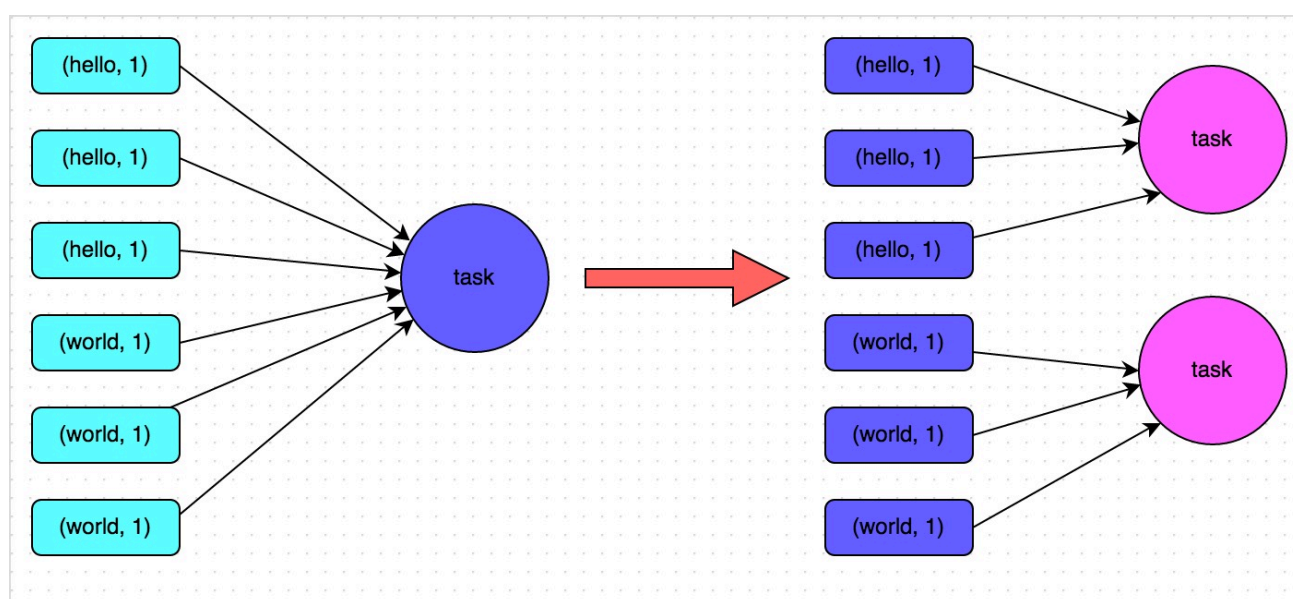 (hello, 1)
(hello, 1)
(hello, 1)
(world, 1)
(world, 1)
(world, 1)
task
(hello, 1)
(hello, 1)
(hello, 1)
(world, 1)
(world, 1)
(world, 1)
task
task